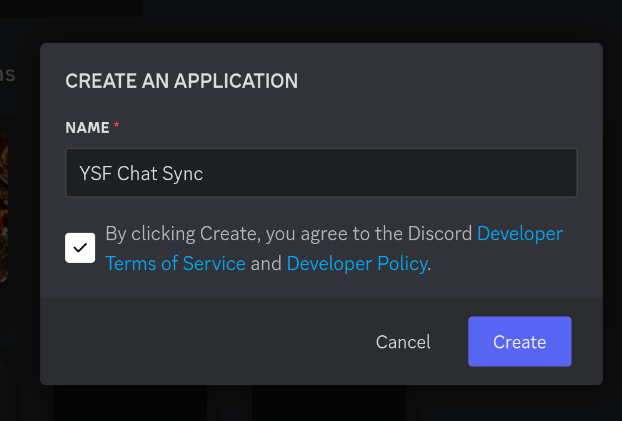 CREATE AN APPLICATION
NAME *
YSF Chat Sync
By clicking Create, you agree to the Discord Developer
Terms of Service and Developer Policy.
Cancel Create